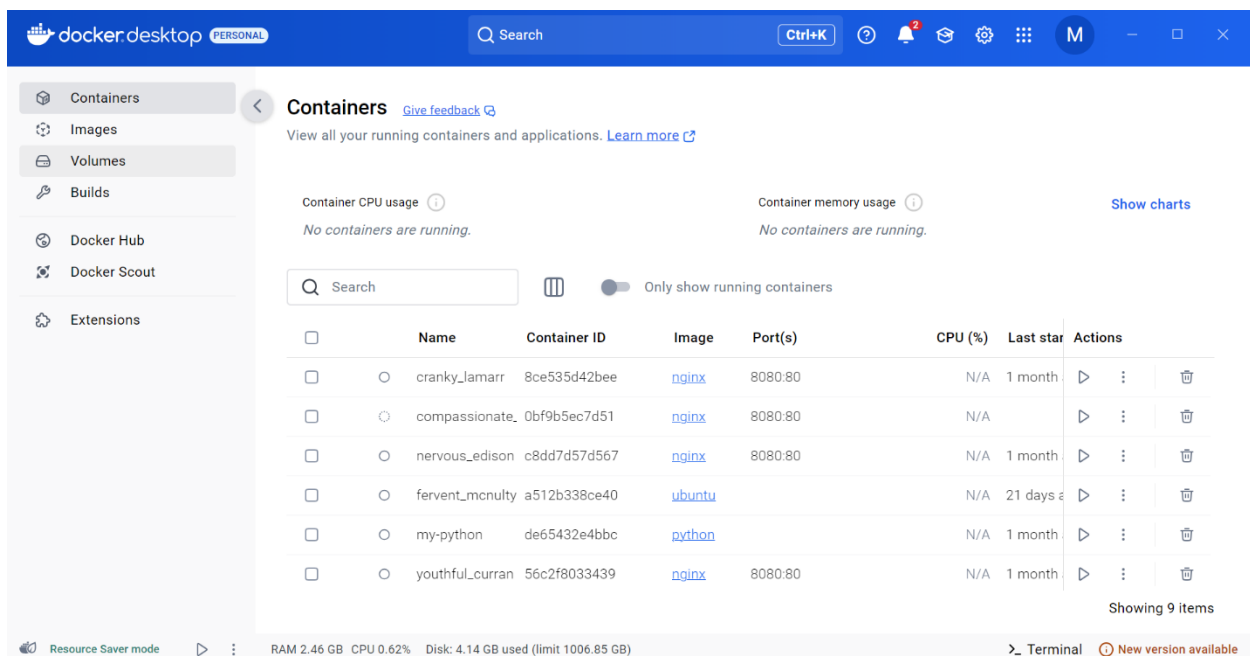 docker.desktop PERSONAL Search Ctrl+K 2 M
Containers
Images
Volumes
Builds
Docker Hub
Docker Scout
Extensions
Containers Give feedback
View all your running containers and applications. Learn more
Container CPU usage Container memory usage Show charts
No containers are running. No containers are running.
Search Only show running containers
Name Container ID Image Port(s) CPU (%) Last star Actions
cranky_lamarr 8ce535d42bee nginx 8080:80 N/A 1 month
compassionate_ 0bf9b5ec7d51 nginx 8080:80 N/A
nervous_edison c8dd7d57d567 nginx 8080:80 N/A 1 month
fervent_mcnulty a512b338ce40 ubuntu N/A 21 days a
my-python de65432e4bbc python N/A 1 month
youthful_curran 56c2f8033439 nginx 8080:80 N/A 1 month
Showing 9 items
Resource Saver mode RAM 2.46 GB CPU 0.62% Disk: 4.14 GB used (limit 1006.85 GB) >_ Terminal New version available